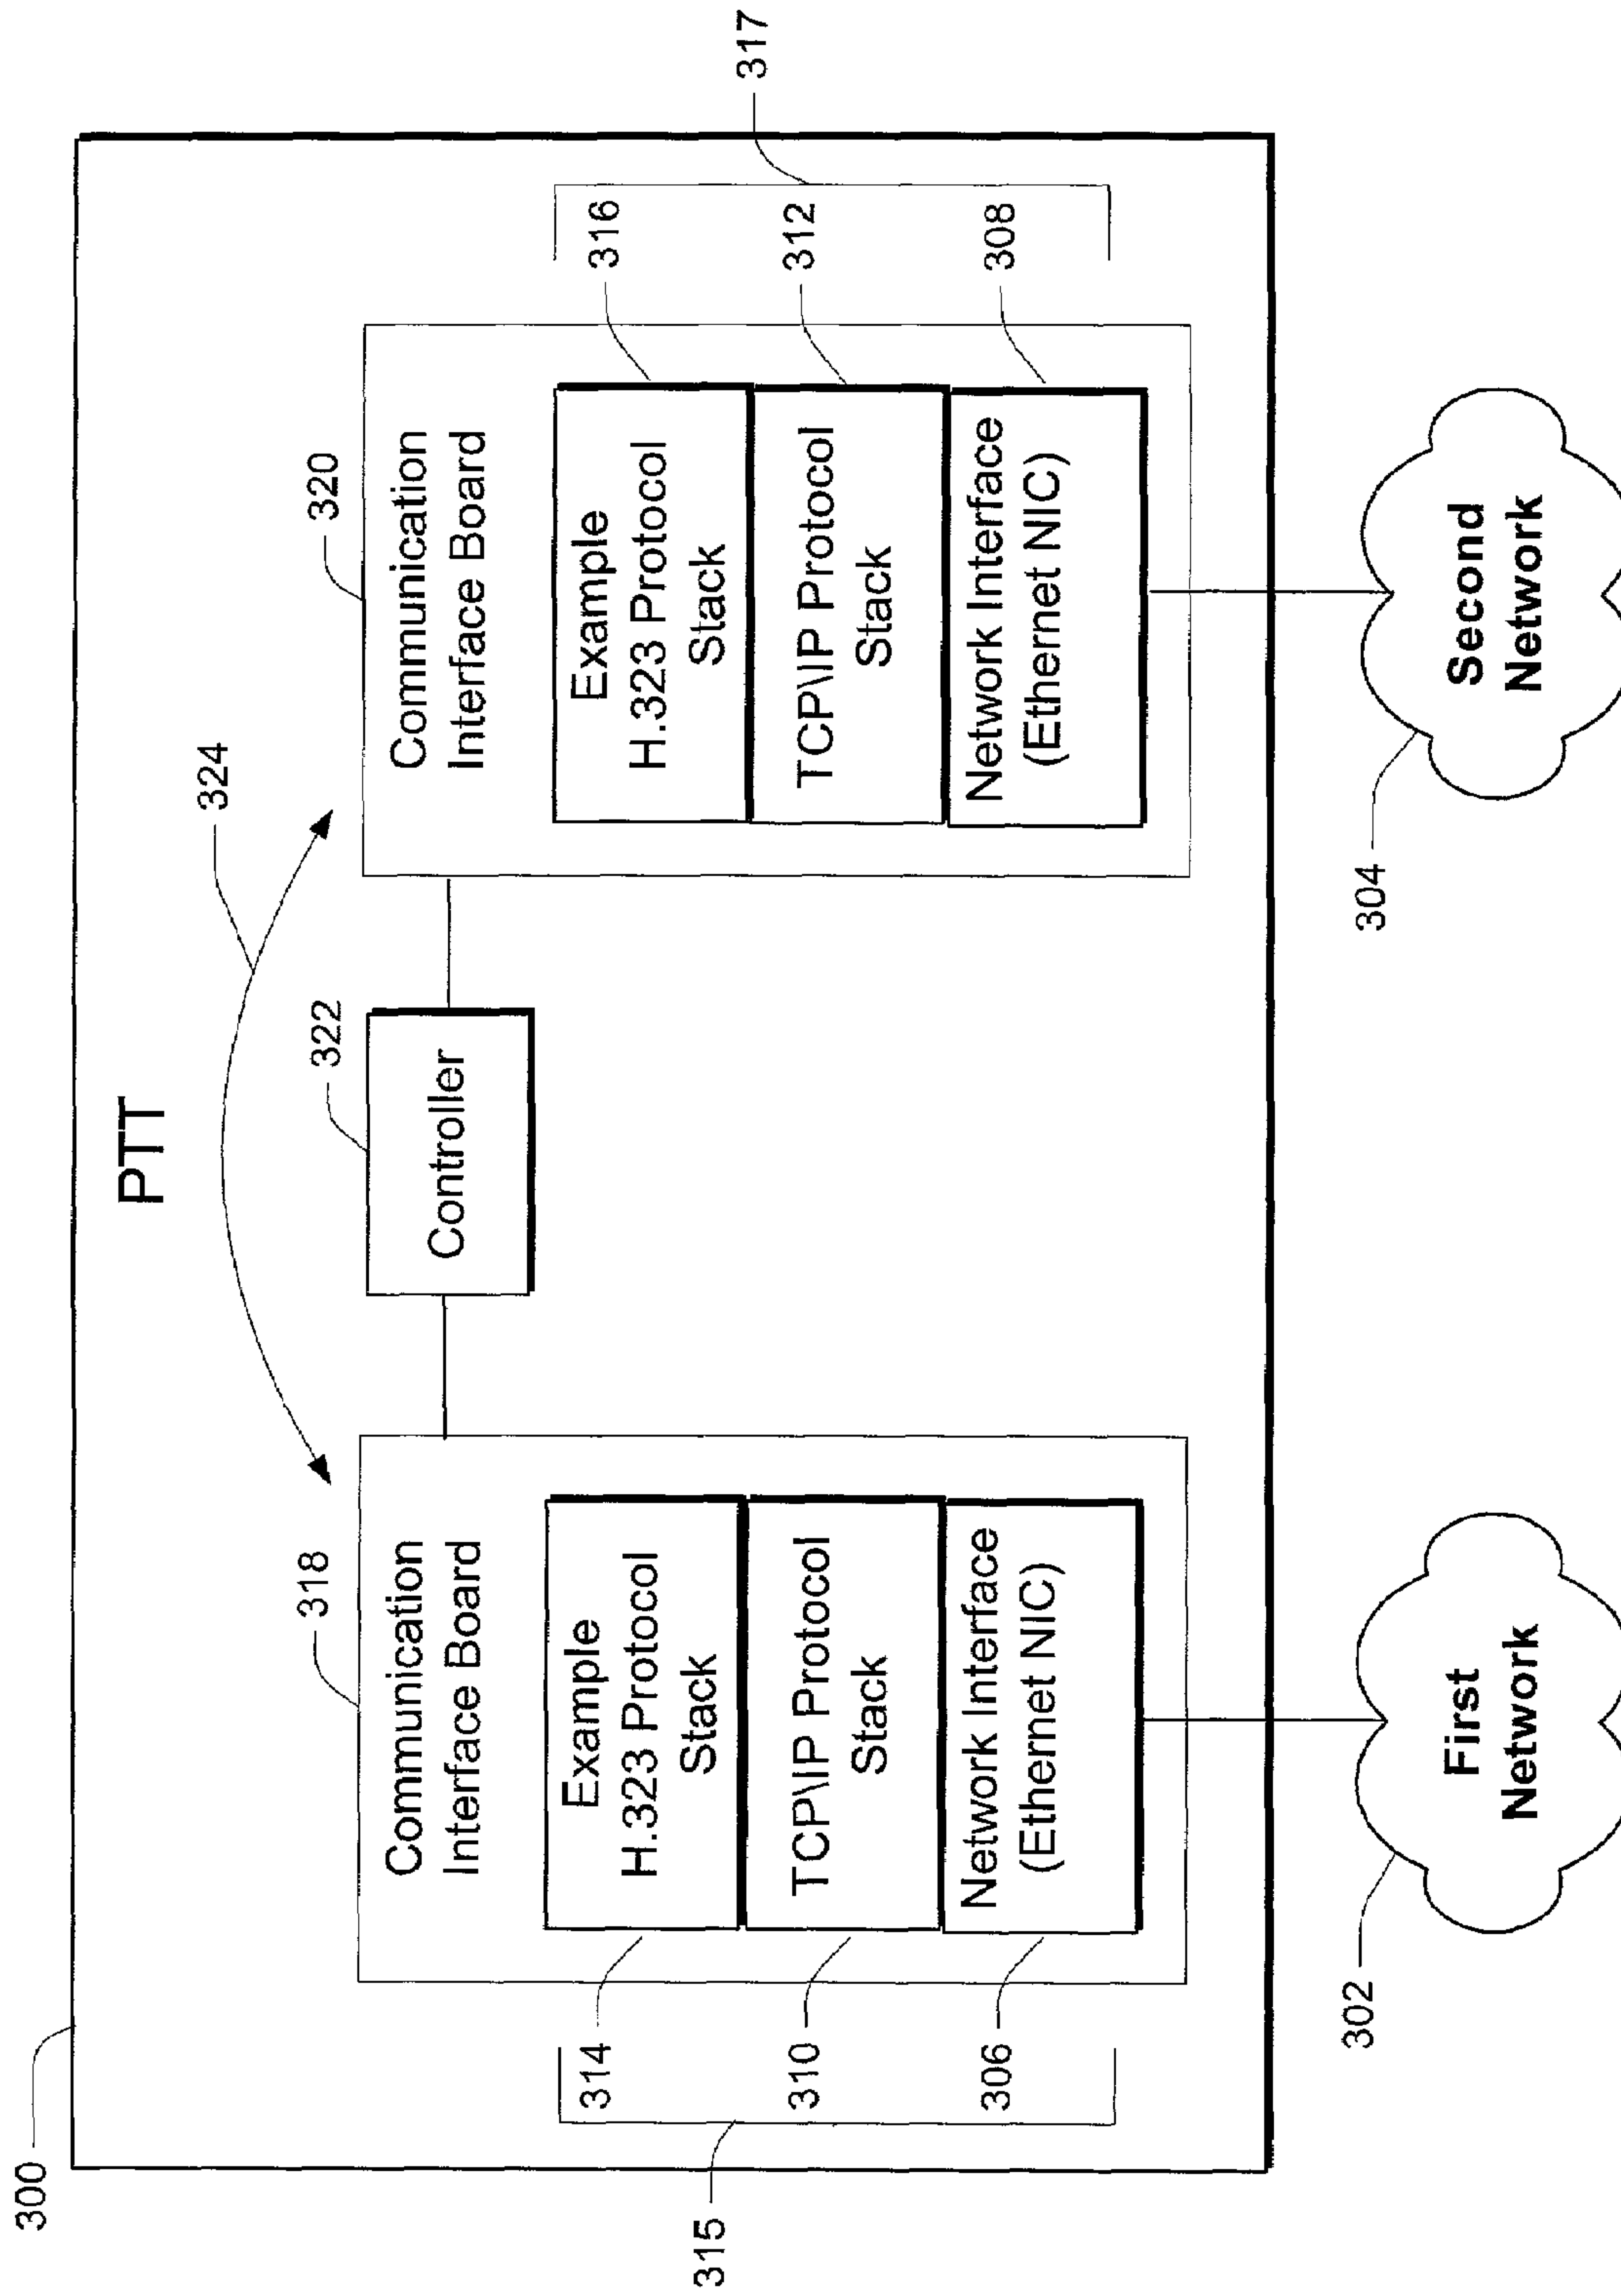 300
PTT
324
318
322
320
Communication
Interface Board
Controller
Communication
Interface Board
315
314
Example
H.323 Protocol
Stack
310
TCP\IP Protocol
Stack
306
Network Interface
(Ethernet NIC)
Example
H.323 Protocol
Stack
316
TCP\IP Protocol
Stack
312
Network Interface
(Ethernet NIC)
308
317
302
First
Network
304
Second
Network